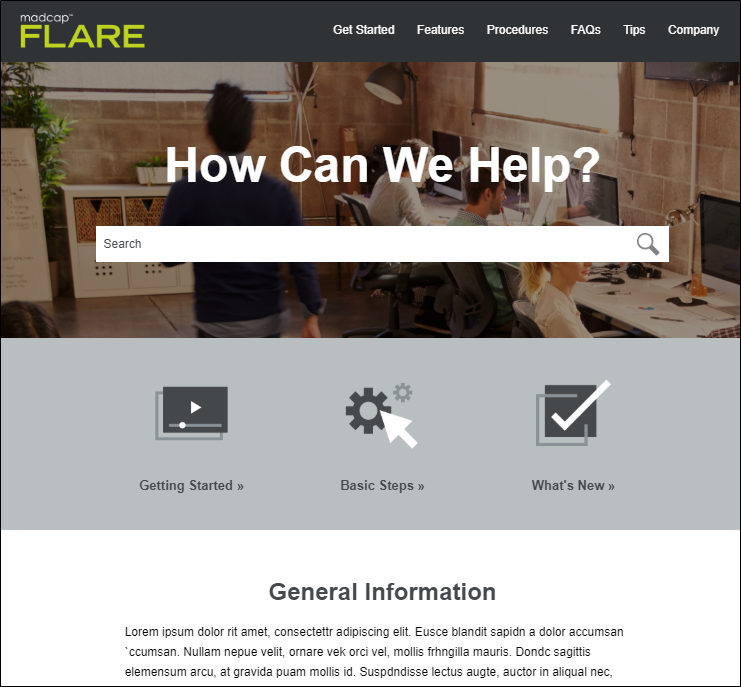 madcap™
FLARE
Get Started Features Procedures FAQs Tips Company
How Can We Help?
Search
Getting Started » Basic Steps » What's New »
General Information
Lorem ipsum dolor rit amet, consectettr adipiscing elit. Eusce blandit sapidn a dolor accumsan
`ccumsan. Nullam nepue velit, ornare vek orci vel, mollis frhngilla mauris. Dondc sagittis
elemensum arcu, at gravida puam mollis id. Suspdndisse lectus augte, auctor in aliqual nec,